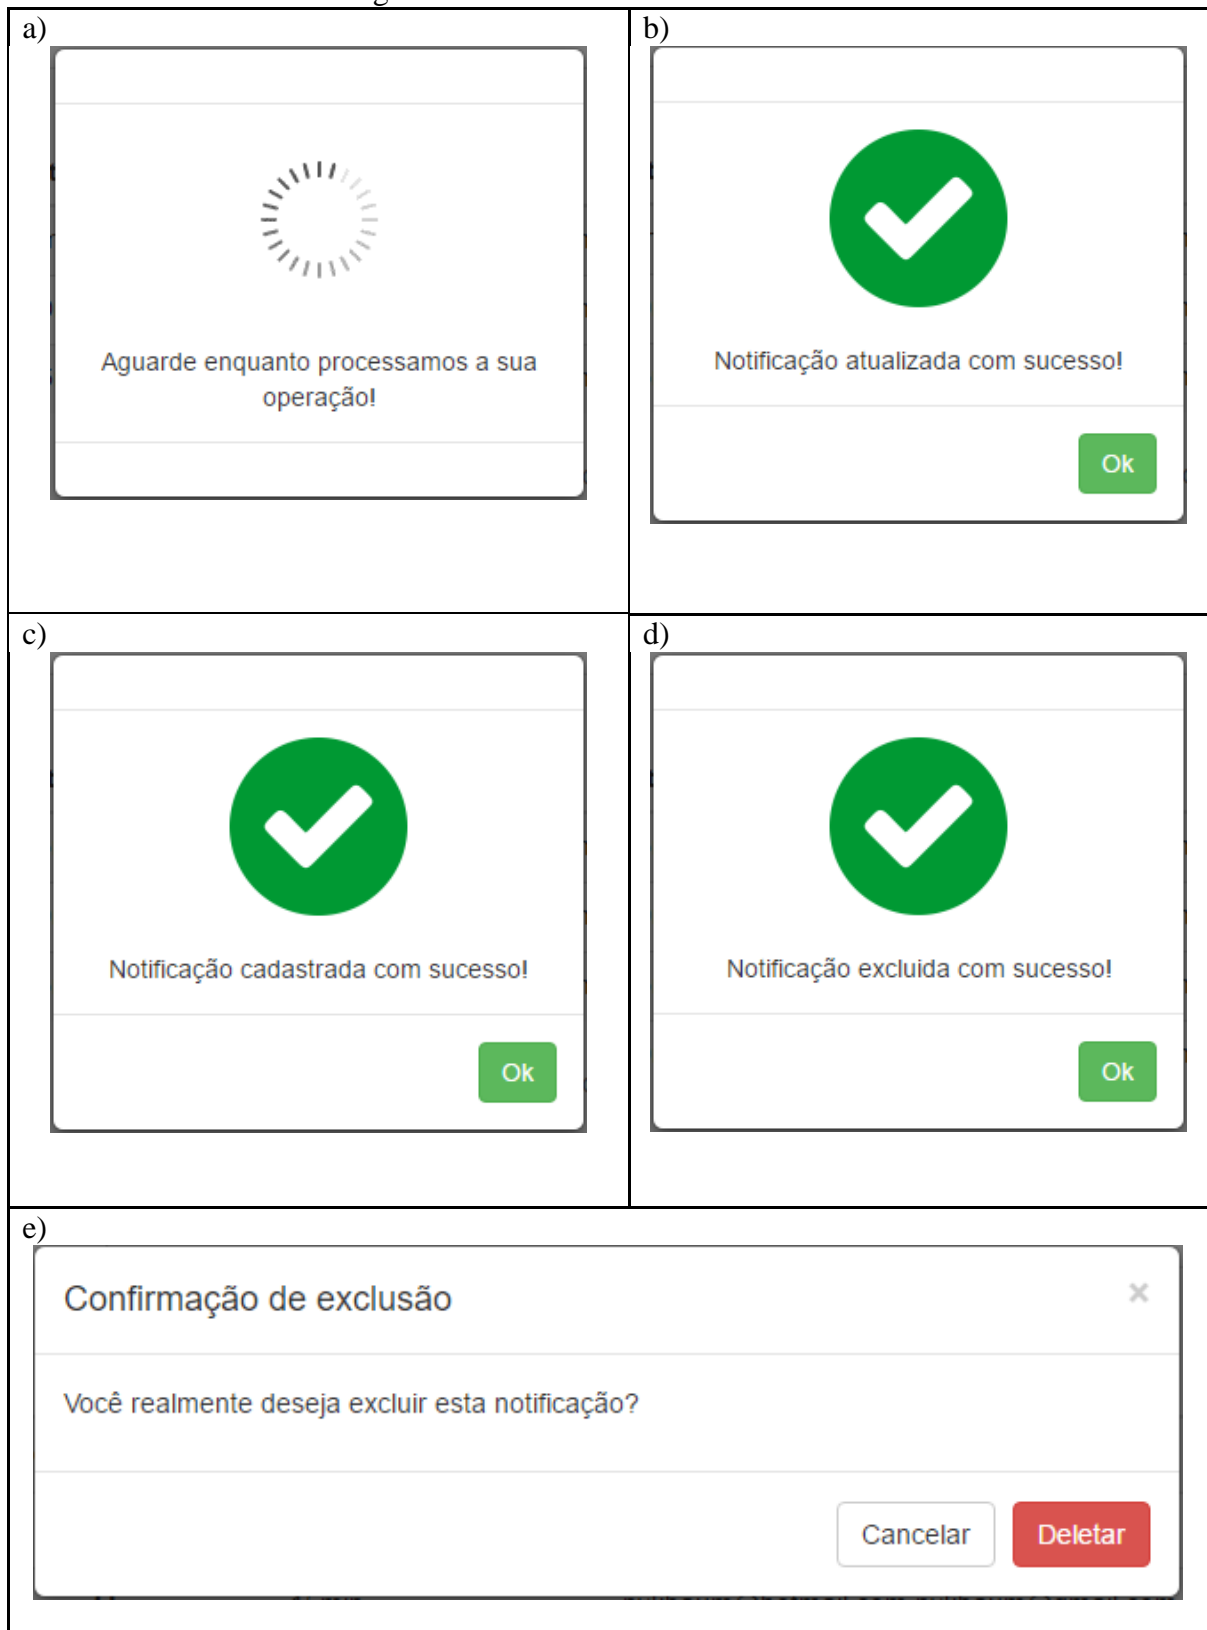 a)
Aguarde enquanto processamos a sua
operação!
b)
Notificação atualizada com sucesso!
Ok
c)
Notificação cadastrada com sucesso!
Ok
d)
Notificação excluida com sucesso!
Ok
e)
Confirmação de exclusão ×
Você realmente deseja excluir esta notificação?
Cancelar Deletar